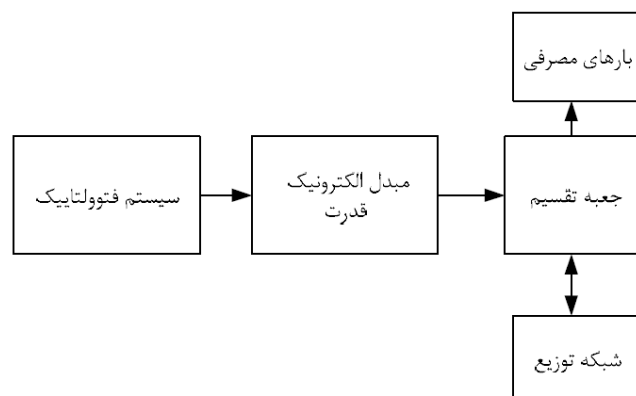 بارهای مصرفی
سیستم فتوولتاییک
مبدل الکترونیک
قدرت
جعبه تقسیم
شبکه توزیع